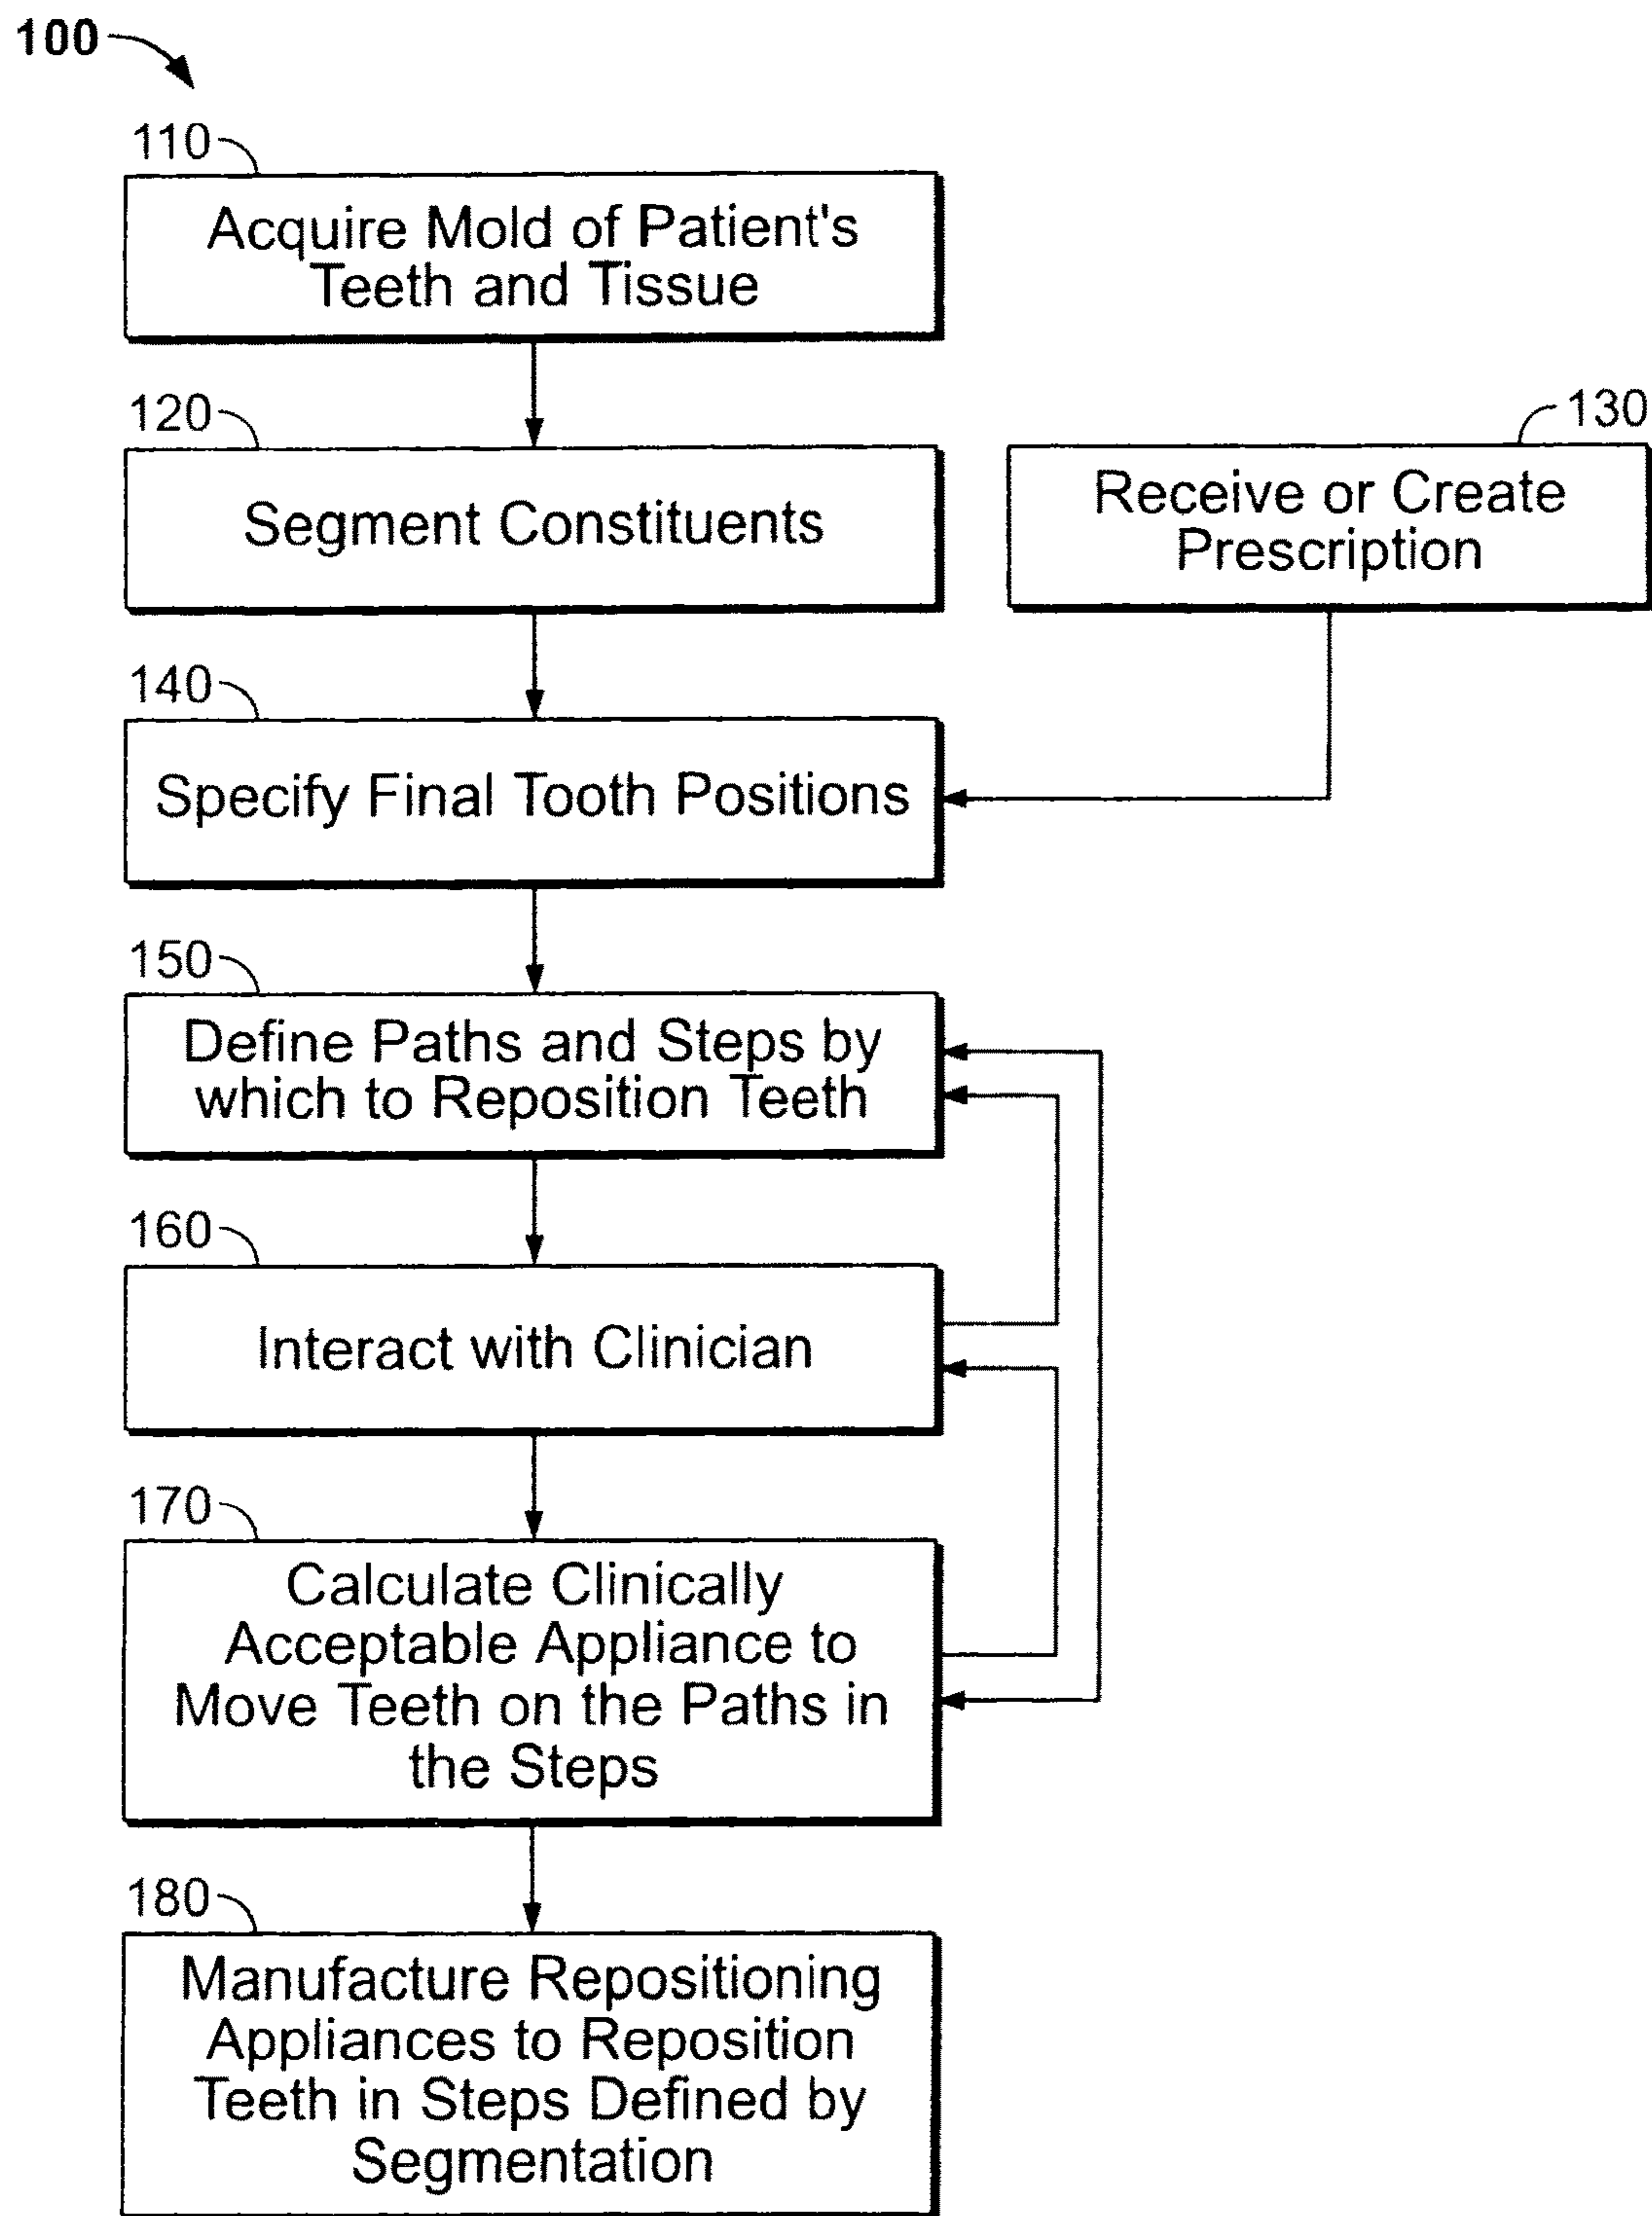 100
110
Acquire Mold of Patient's
Teeth and Tissue
120
Segment Constituents
130
Receive or Create
Prescription
140
Specify Final Tooth Positions
150
Define Paths and Steps by
which to Reposition Teeth
160
Interact with Clinician
170
Calculate Clinically
Acceptable Appliance to
Move Teeth on the Paths in
the Steps
180
Manufacture Repositioning
Appliances to Reposition
Teeth in Steps Defined by
Segmentation